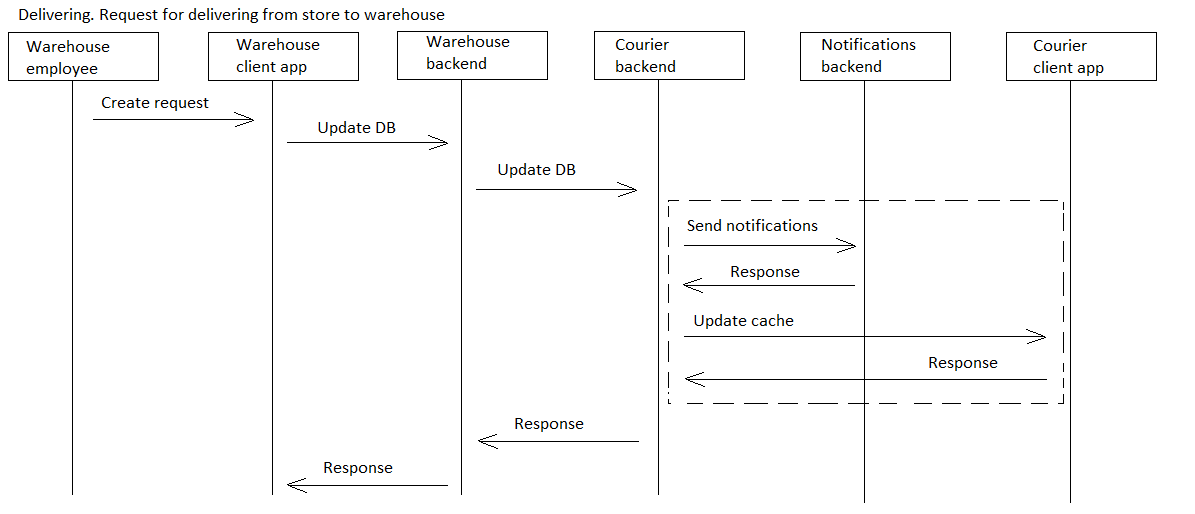 Delivering. Request for delivering from store to warehouse
Warehouse
employee
Warehouse
client app
Warehouse
backend
Courier
backend
Notifications
backend
Courier
client app
Create request
Update DB
Update DB
Send notifications
Response
Update cache
Response
Response
Response